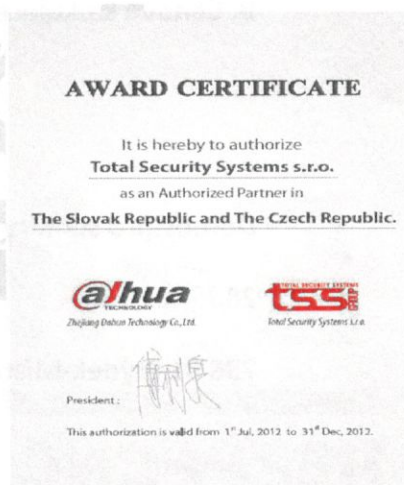 AWARD CERTIFICATE
It is hereby to authorize
Total Security Systems s.r.o.
as an Authorized Partner in
The Slovak Republic and The Czech Republic.
alhua
TECHNOLOGY
Zhejiang Dahua Technology Co., Ltd.
TOTAL SECURITY SYSTEMS
tss GRP
Total Security Systems s.r.o.
President :
This authorization is valid from 1st Jul, 2012 to 31st Dec, 2012.